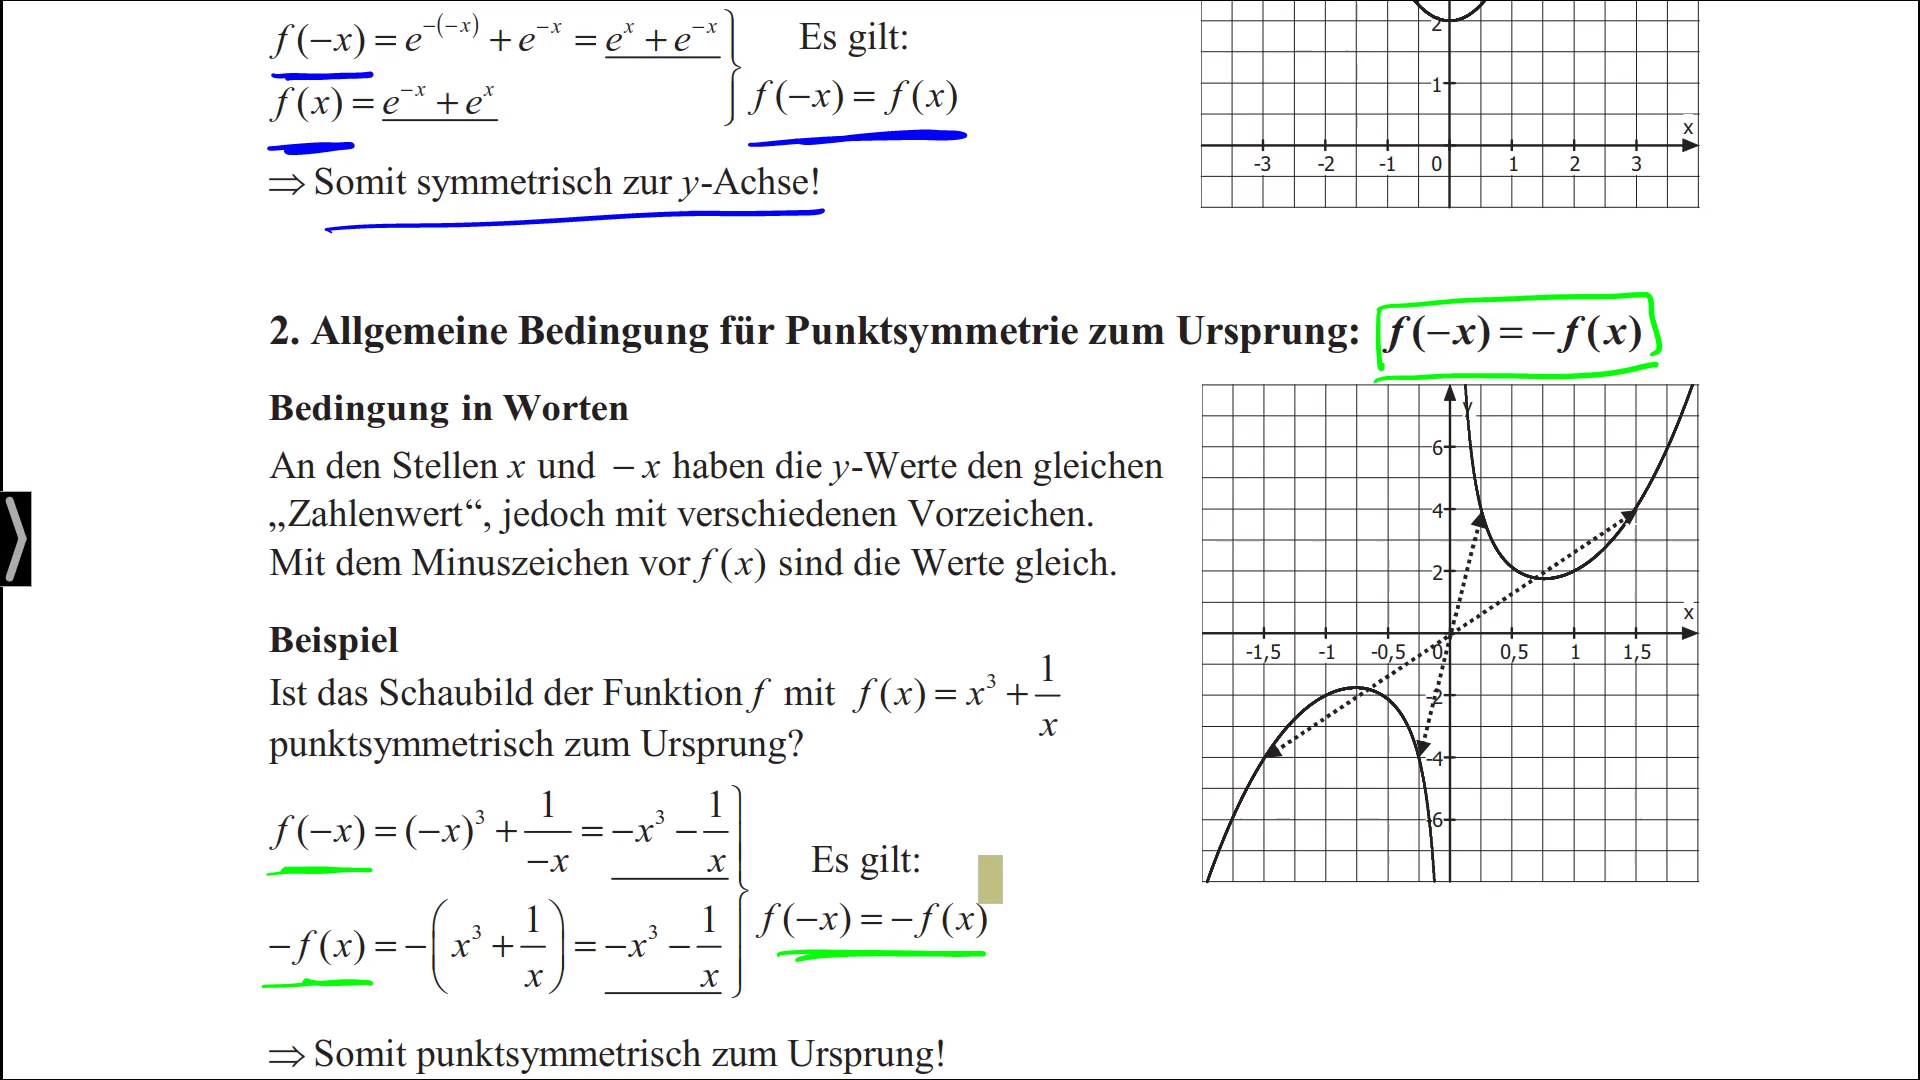 f(−x) = e^{−(−x)} + e^{−x} = e^x + e^{−x}
Es gilt:
f(x) = e^{−x} + e^x
f(−x) = f(x)
⇒ Somit symmetrisch zur y-Achse!
2
1
x
-3 -2 -1 0 1 2 3
2. Allgemeine Bedingung für Punktsymmetrie zum Ursprung: f(−x) = −f(x)
Bedingung in Worten
An den Stellen x und −x haben die y-Werte den gleichen
„Zahlenwert“, jedoch mit verschiedenen Vorzeichen.
Mit dem Minuszeichen vor f(x) sind die Werte gleich.
Beispiel
Ist das Schaubild der Funktion f mit f(x) = x³ + 1/x
punktsymmetrisch zum Ursprung?
f(−x) = (−x)³ + 1/−x = −x³ − 1/x
Es gilt:
−f(x) = −(x³ + 1/x) = −x³ − 1/x
f(−x) = −f(x)
⇒ Somit punktsymmetrisch zum Ursprung!
y
6
4
2
x
-1,5 -1 -0,5 0 0,5 1 1,5
-2
-4
-6